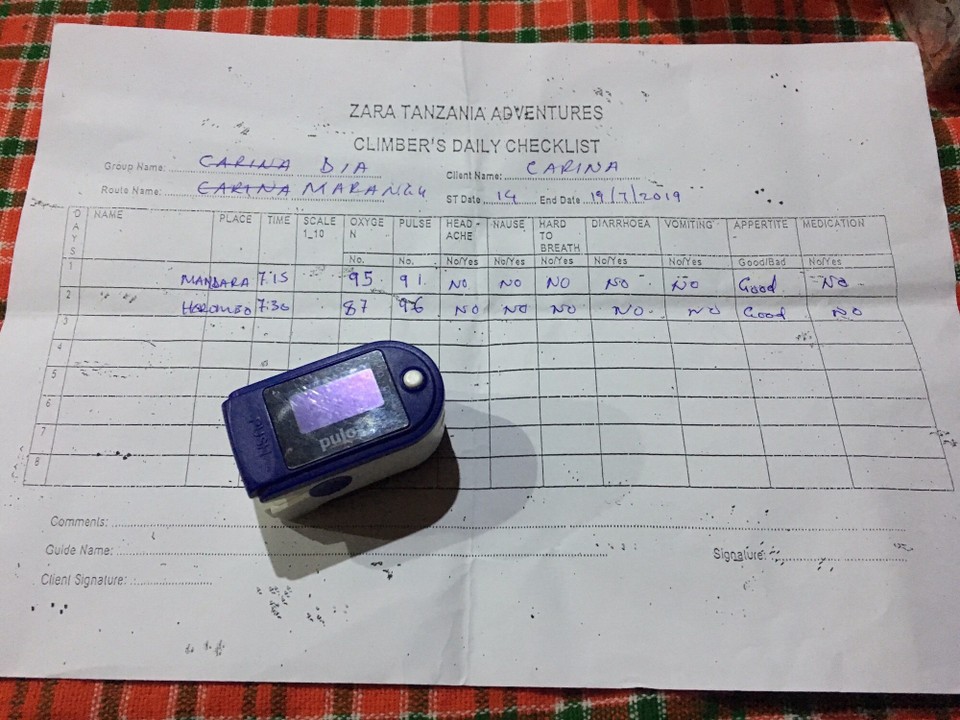 ZARA TANZANIA ADVENTURES
CLIMBER'S DAILY CHECKLIST
Group Name: CARINA DIA Client Name: CARINA
Route Name: CARINA MARANGU ST Date 14 End Date 19/7/2019
DAYS NAME PLACE TIME SCALE 1_10 OXYGEN PULSE HEAD-ACHE NAUSE HARD TO BREATH DIARRHOEA VOMITING APPERTITE MEDICATION
No. No. No/Yes No/Yes No/Yes No/Yes No/Yes Good/Bad No/Yes
1 MANDARA 7:15 95 91 NO NO NO NO NO Good NO
2 HOROMBO 7:30 87 96 NO NO NO NO NO Good NO
3
4
5
6
7
8
Comments:
Guide Name: Signature:
Client Signature: